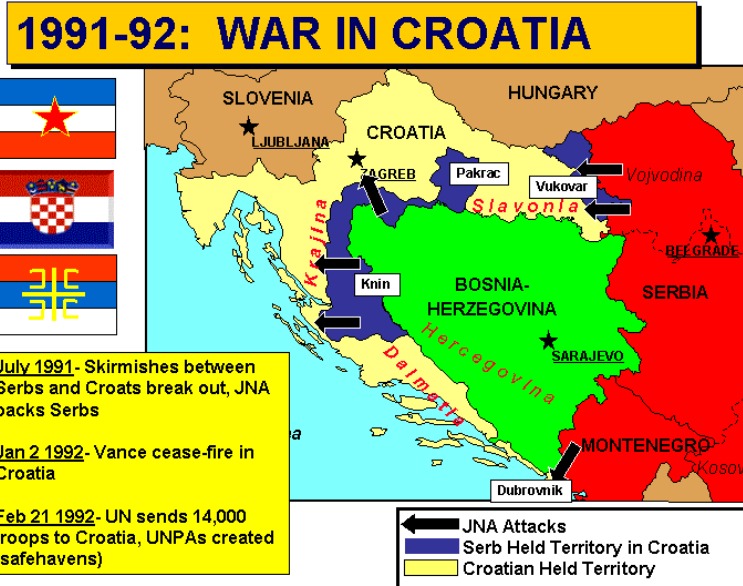 1991-92: WAR IN CROATIA
SLOVENIA
HUNGARY
LJUBLJANA
CROATIA
ZAGREB
Pakrac
Vukovar
Vojvodina
Slavonia
Krajina
BELGRADE
Knin
BOSNIA-
HERZEGOVINA
SERBIA
Hercegovina
SARAJEVO
Dalmatia
July 1991- Skirmishes between
Serbs and Croats break out, JNA
backs Serbs
Jan 2 1992- Vance cease-fire in
Croatia
Feb 21 1992- UN sends 14,000
troops to Croatia, UNPAs created
(safehavens)
MONTENEGRO
Kosov
Dubrovnik
JNA Attacks
Serb Held Territory in Croatia
Croatian Held Territory